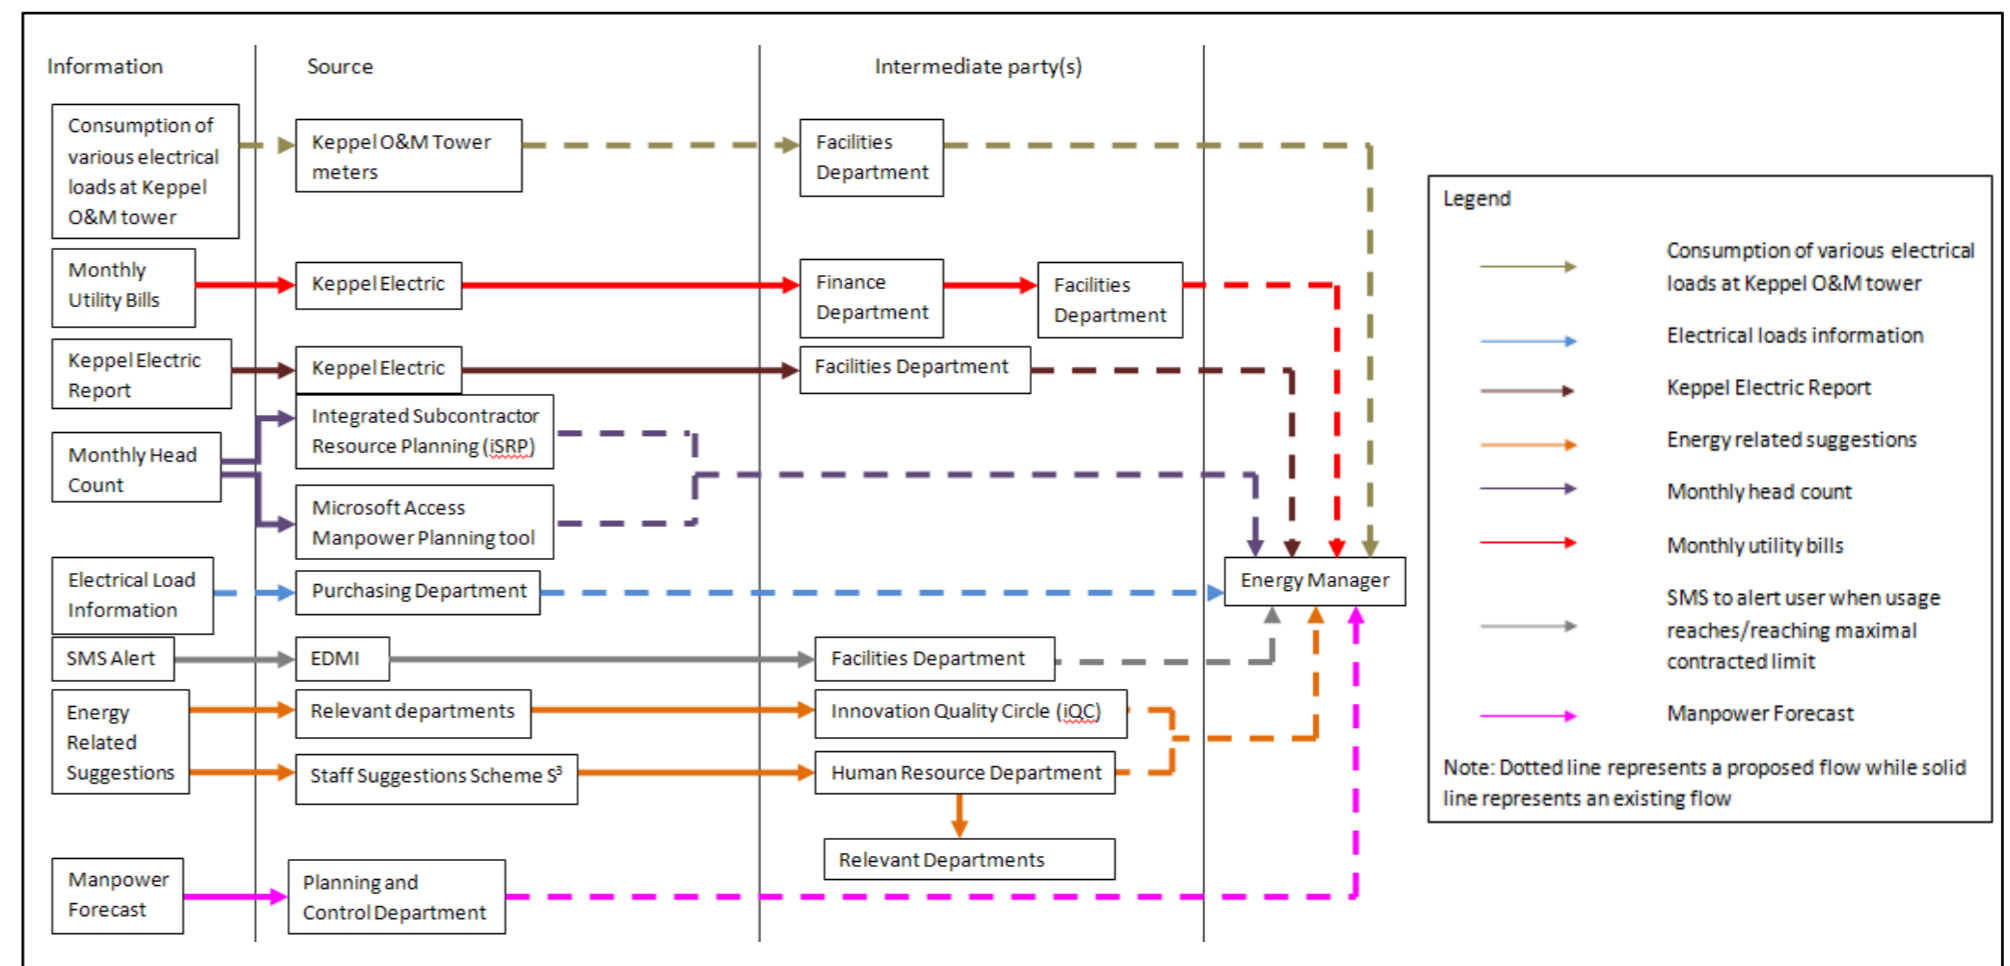 Information
Source
Intermediate party(s)
Consumption of
various electrical
loads at Keppel
O&M tower
Keppel O&M Tower
meters
Facilities
Department
Monthly
Utility Bills
Keppel Electric
Finance
Department
Facilities
Department
Keppel Electric
Report
Keppel Electric
Facilities Department
Monthly Head
Count
Integrated Subcontractor
Resource Planning (iSRP)
Microsoft Access
Manpower Planning tool
Electrical Load
Information
Purchasing Department
Energy Manager
SMS Alert
EDMI
Facilities Department
Energy
Related
Suggestions
Relevant departments
Innovation Quality Circle (iQC)
Staff Suggestions Scheme S³
Human Resource Department
Relevant Departments
Manpower
Forecast
Planning and
Control Department
Legend
Consumption of various electrical
loads at Keppel O&M tower
Electrical loads information
Keppel Electric Report
Energy related suggestions
Monthly head count
Monthly utility bills
SMS to alert user when usage
reaches/reaching maximal
contracted limit
Manpower Forecast
Note: Dotted line represents a proposed flow while solid
line represents an existing flow